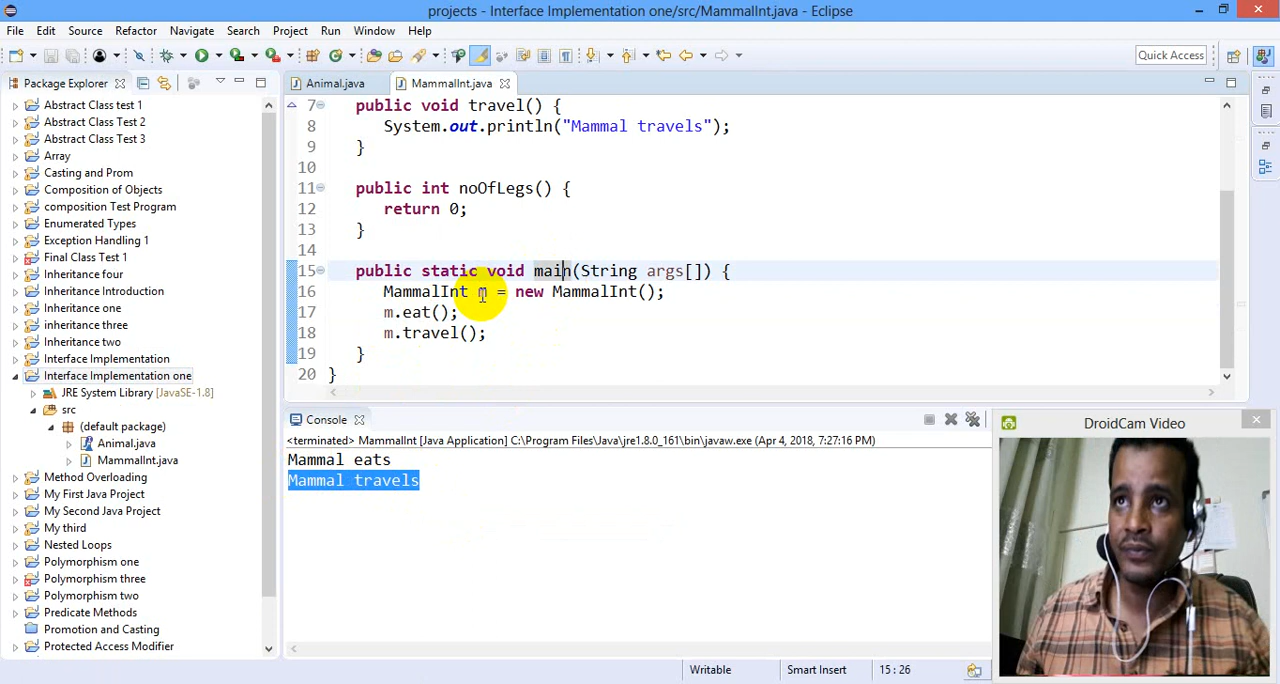 projects - Interface Implementation one/src/MammalInt.java - Eclipse
File Edit Source Refactor Navigate Search Project Run Window Help
Quick Access
Package Explorer
Abstract Class test 1
Abstract Class Test 2
Abstract Class Test 3
Array
Casting and Prom
Composition of Objects
composition Test Program
Enumerated Types
Exception Handling 1
Final Class Test 1
Inheritance four
Inheritance Introduction
Inheritance one
inheritance three
Inheritance two
Interface Implementation
Interface Implementation one
JRE System Library [JavaSE-1.8]
src
(default package)
Animal.java
MammalInt.java
Method Overloading
My First Java Project
My Second Java Project
My third
Nested Loops
Polymorphism one
Polymorphism three
Polymorphism two
Predicate Methods
Promotion and Casting
Protected Access Modifier
Animal.java MammalInt.java
7 public void travel() {
8 System.out.println("Mammal travels");
9 }
10
11 public int noOfLegs() {
12 return 0;
13 }
14
15 public static void main(String args[]) {
16 MammalInt m = new MammalInt();
17 m.eat();
18 m.travel();
19 }
20 }
Console
<terminated> MammalInt [Java Application] C:\Program Files\Java\jre1.8.0_161\bin\javaw.exe (Apr 4, 2018, 7:27:16 PM)
Mammal eats
Mammal travels
DroidCam Video
Writable Smart Insert 15 : 26